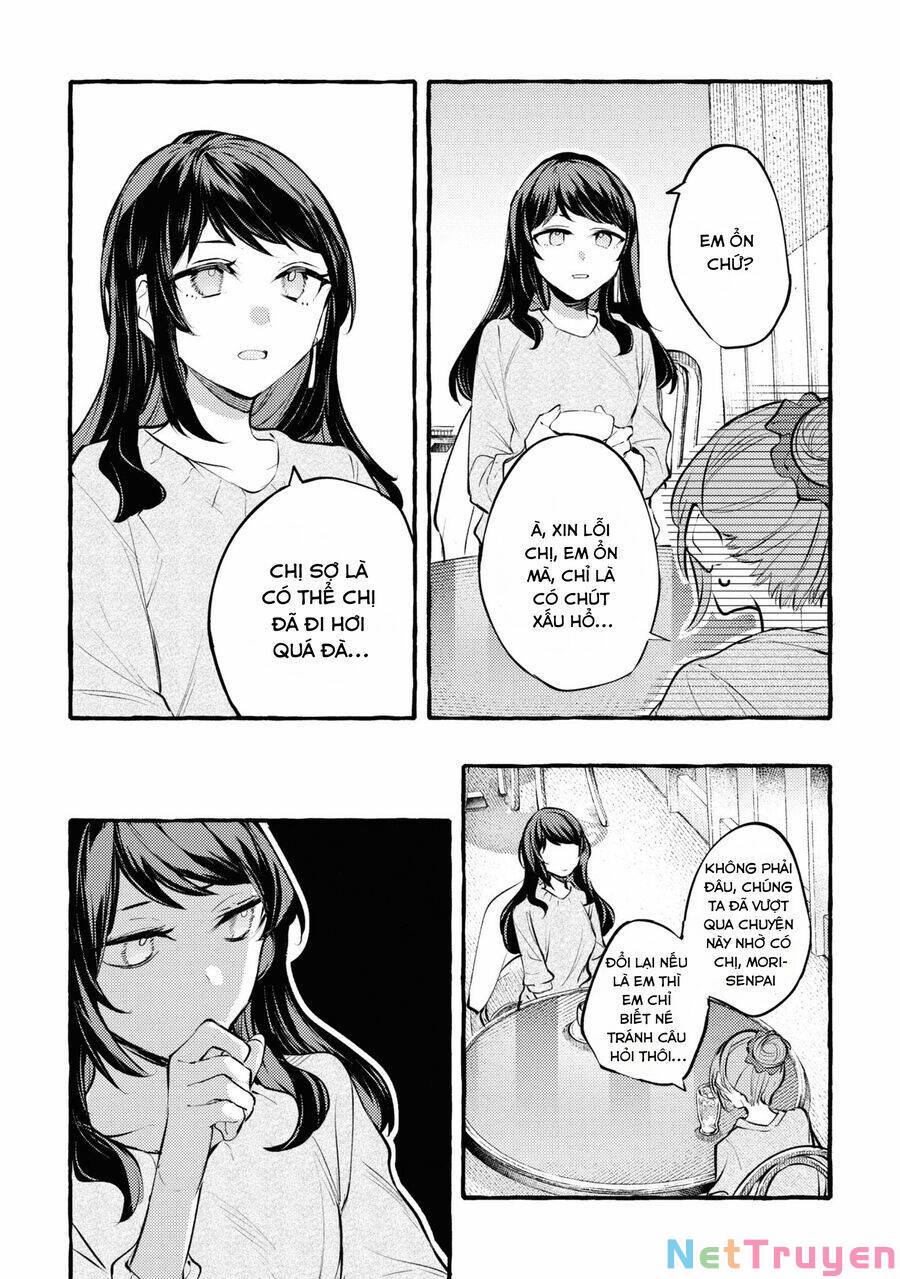 EM ỔN
CHỨ?
À, XIN LỖI
CHỊ, EM ỔN
MÀ, CHỈ LÀ
CÓ CHÚT
XẤU HỔ...
CHỊ SỢ LÀ
CÓ THỂ CHỊ
ĐÃ ĐI HƠI
QUÁ ĐÀ...
KHÔNG PHẢI
ĐÂU, CHÚNG
TA ĐÃ VƯỢT
QUA CHUYỆN
NÀY NHỜ CÓ
CHỊ, MORI-
SENPAI
ĐỔI LẠI NẾU
LÀ EM THÌ
EM CHỈ
BIẾT NÉ
TRÁNH CÂU
HỎI THÔI...
NetTruyen